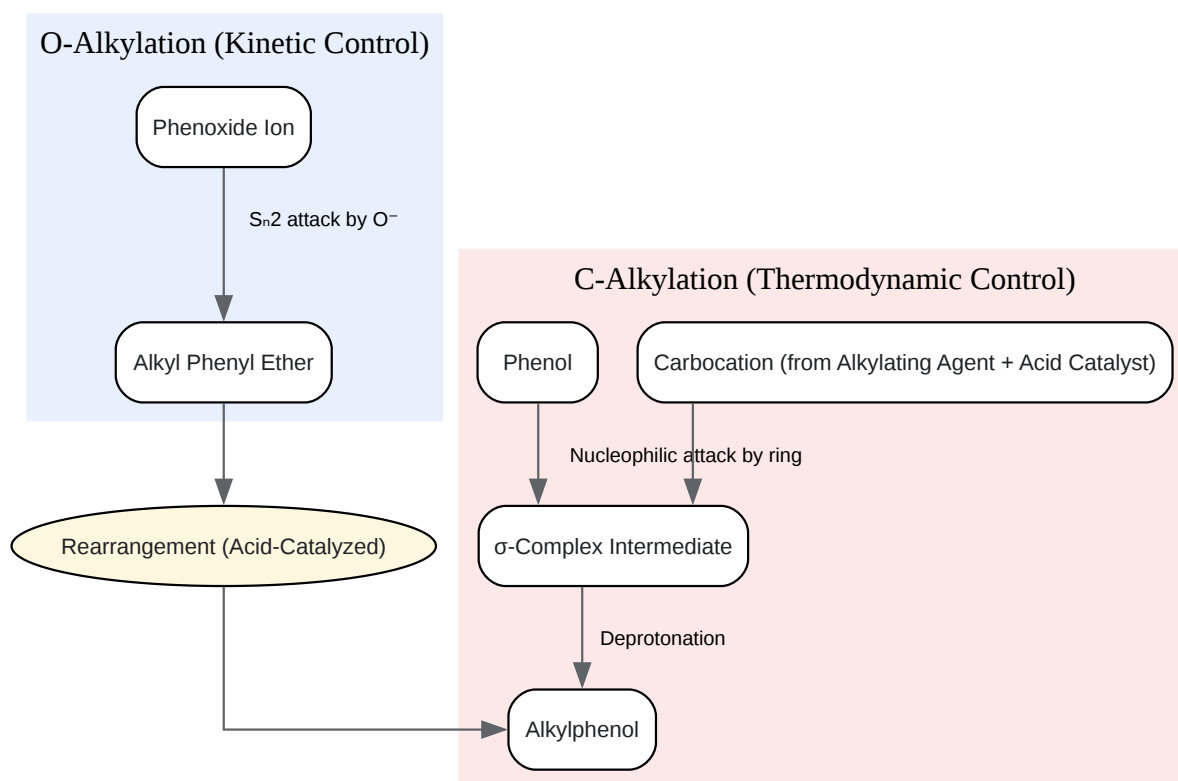 O-Alkylation (Kinetic Control)
Phenoxide Ion
Sₙ2 attack by O⁻
Alkyl Phenyl Ether
Rearrangement (Acid-Catalyzed)
C-Alkylation (Thermodynamic Control)
Phenol
Carbocation (from Alkylating Agent + Acid Catalyst)
Nucleophilic attack by ring
σ-Complex Intermediate
Deprotonation
Alkylphenol